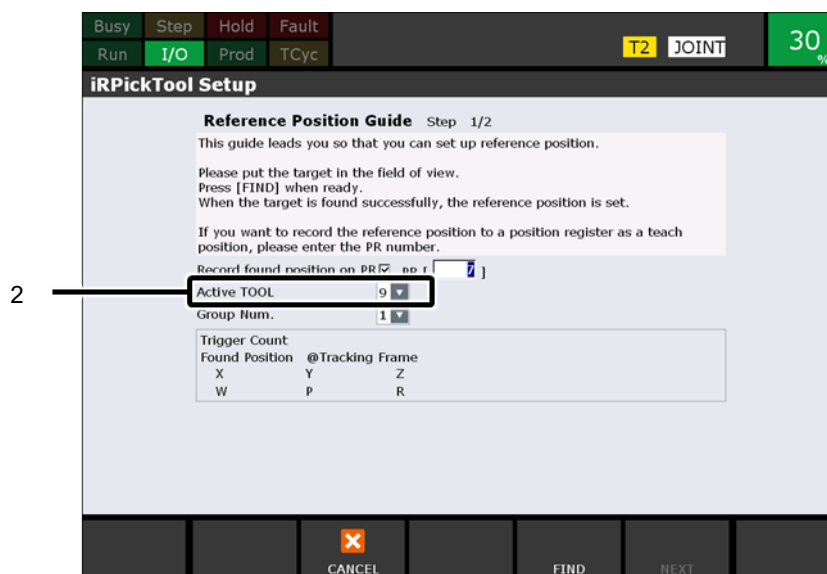 Busy Step Hold Fault
Run I/O Prod TCyc
T2 JOINT
30
%
iRPickTool Setup
Reference Position Guide Step 1/2
This guide leads you so that you can set up reference position.
Please put the target in the field of view.
Press [FIND] when ready.
When the target is found successfully, the reference position is set.
If you want to record the reference position to a position register as a teach
position, please enter the PR number.
Record found position on PR PR [ 7 ]
2
Active TOOL 9
Group Num. 1
Trigger Count
Found Position @Tracking Frame
X Y Z
W P R
CANCEL FIND NEXT